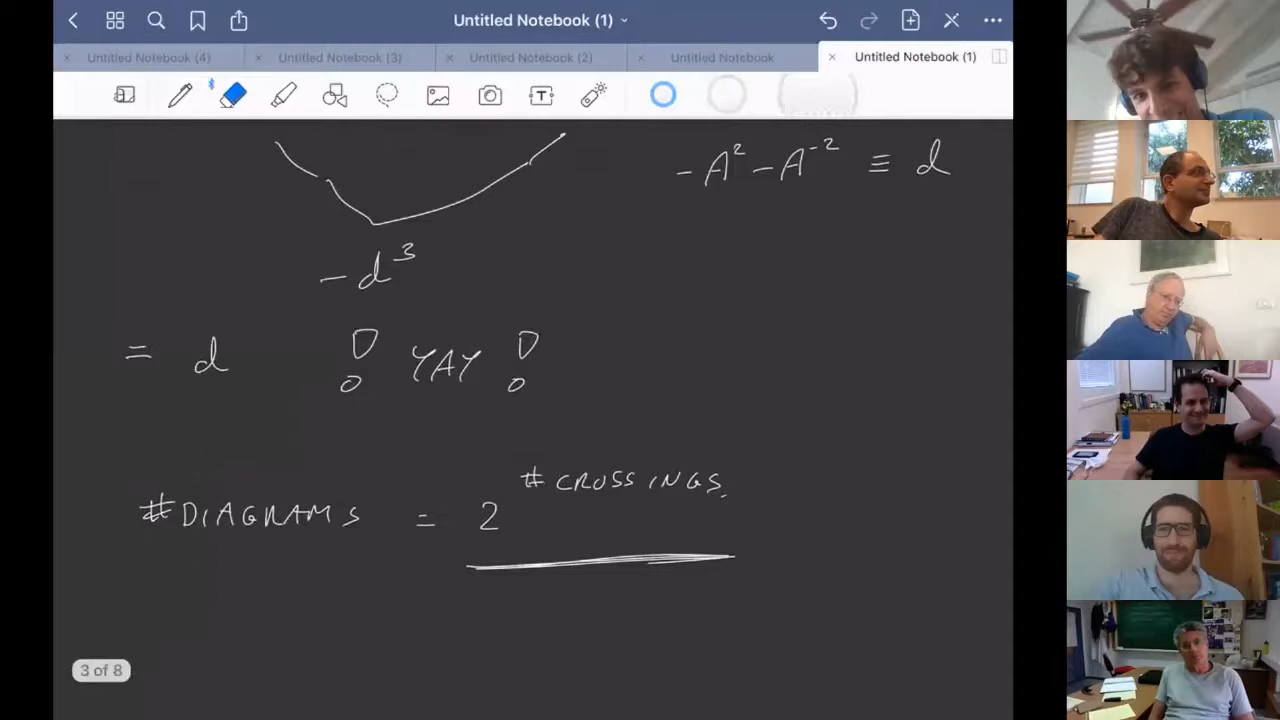 Untitled Notebook (1)
Untitled Notebook (4) Untitled Notebook (3) Untitled Notebook (2) Untitled Notebook Untitled Notebook (1)
-A² -A⁻² ≡ d
-d³
= d ! YAY !
#DIAGRAMS = 2^#CROSSINGS.
3 of 8